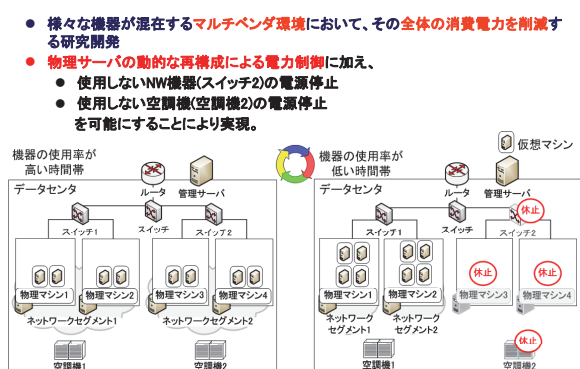 ● 様々な機器が混在するマルチベンダ環境において、その全体の消費電力を削減す
る研究開発
● 物理サーバの動的な再構成による電力制御に加え、
● 使用しないNW機器(スイッチ2)の電源停止
● 使用しない空調機(空調機2)の電源停止
を可能にすることにより実現。
仮想マシン
機器の使用率が
高い時間帯
ルータ 管理サーバ
データセンタ
スイッチ1 スイッチ スイッチ2
物理マシン1 物理マシン2 物理マシン3 物理マシン4
ネットワークセグメント1 ネットワークセグメント2
空調機1 空調機2
機器の使用率が
低い時間帯
ルータ 管理サーバ
データセンタ
休止
スイッチ1 スイッチ スイッチ2
休止 休止
物理マシン1 物理マシン2 物理マシン3 物理マシン4
ネットワーク
セグメント1
ネットワーク
セグメント2
休止
空調機1 空調機2